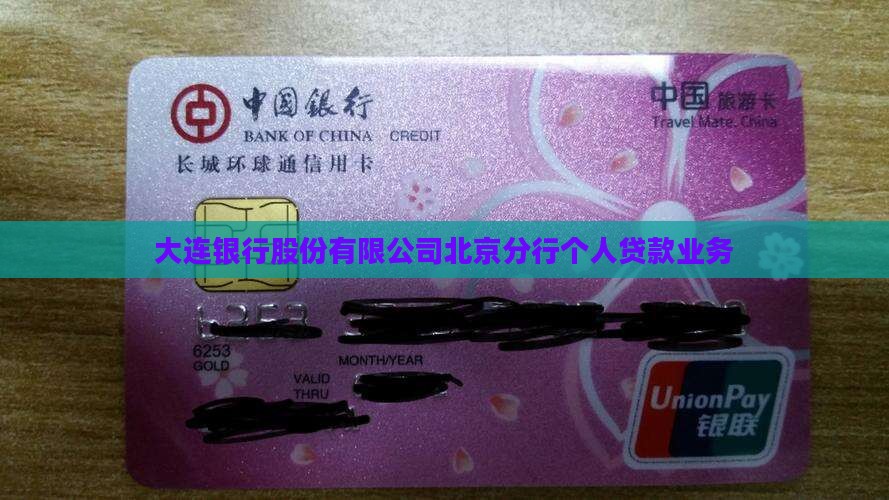 中国银行
BANK OF CHINA CREDIT
长城环球通信用卡
中国 旅游卡
Travel Mate. China
大连银行股份有限公司北京分行个人贷款业务
6253
6253
GOLD
MONTH/YEAR
VALID
THRU
UnionPay
银联